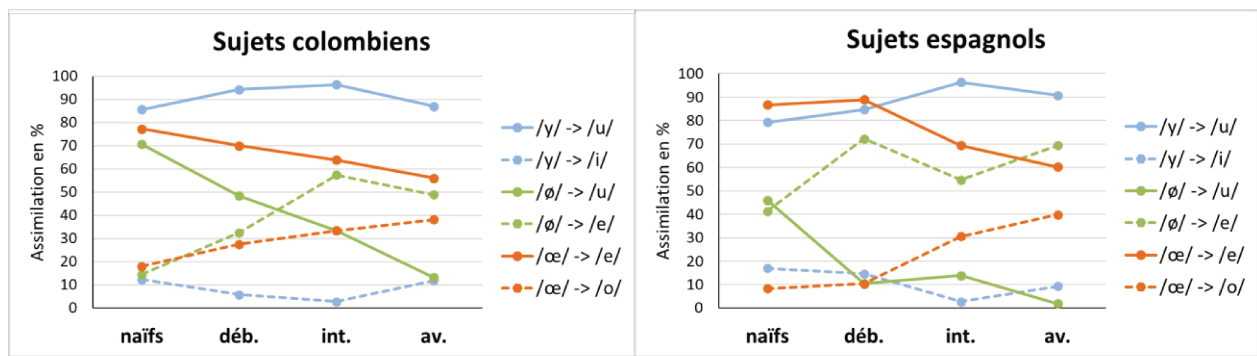 Sujets colombiens
Assimilation en %
100
90
80
70
60
50
40
30
20
10
0
naïfs déb. int. av.
/y/ -> /u/
/y/ -> /i/
/ø/ -> /u/
/ø/ -> /e/
/œ/ -> /e/
/œ/ -> /o/
Sujets espagnols
Assimilation en %
100
90
80
70
60
50
40
30
20
10
0
naïfs déb. int. av.
/y/ -> /u/
/y/ -> /i/
/ø/ -> /u/
/ø/ -> /e/
/œ/ -> /e/
/œ/ -> /o/